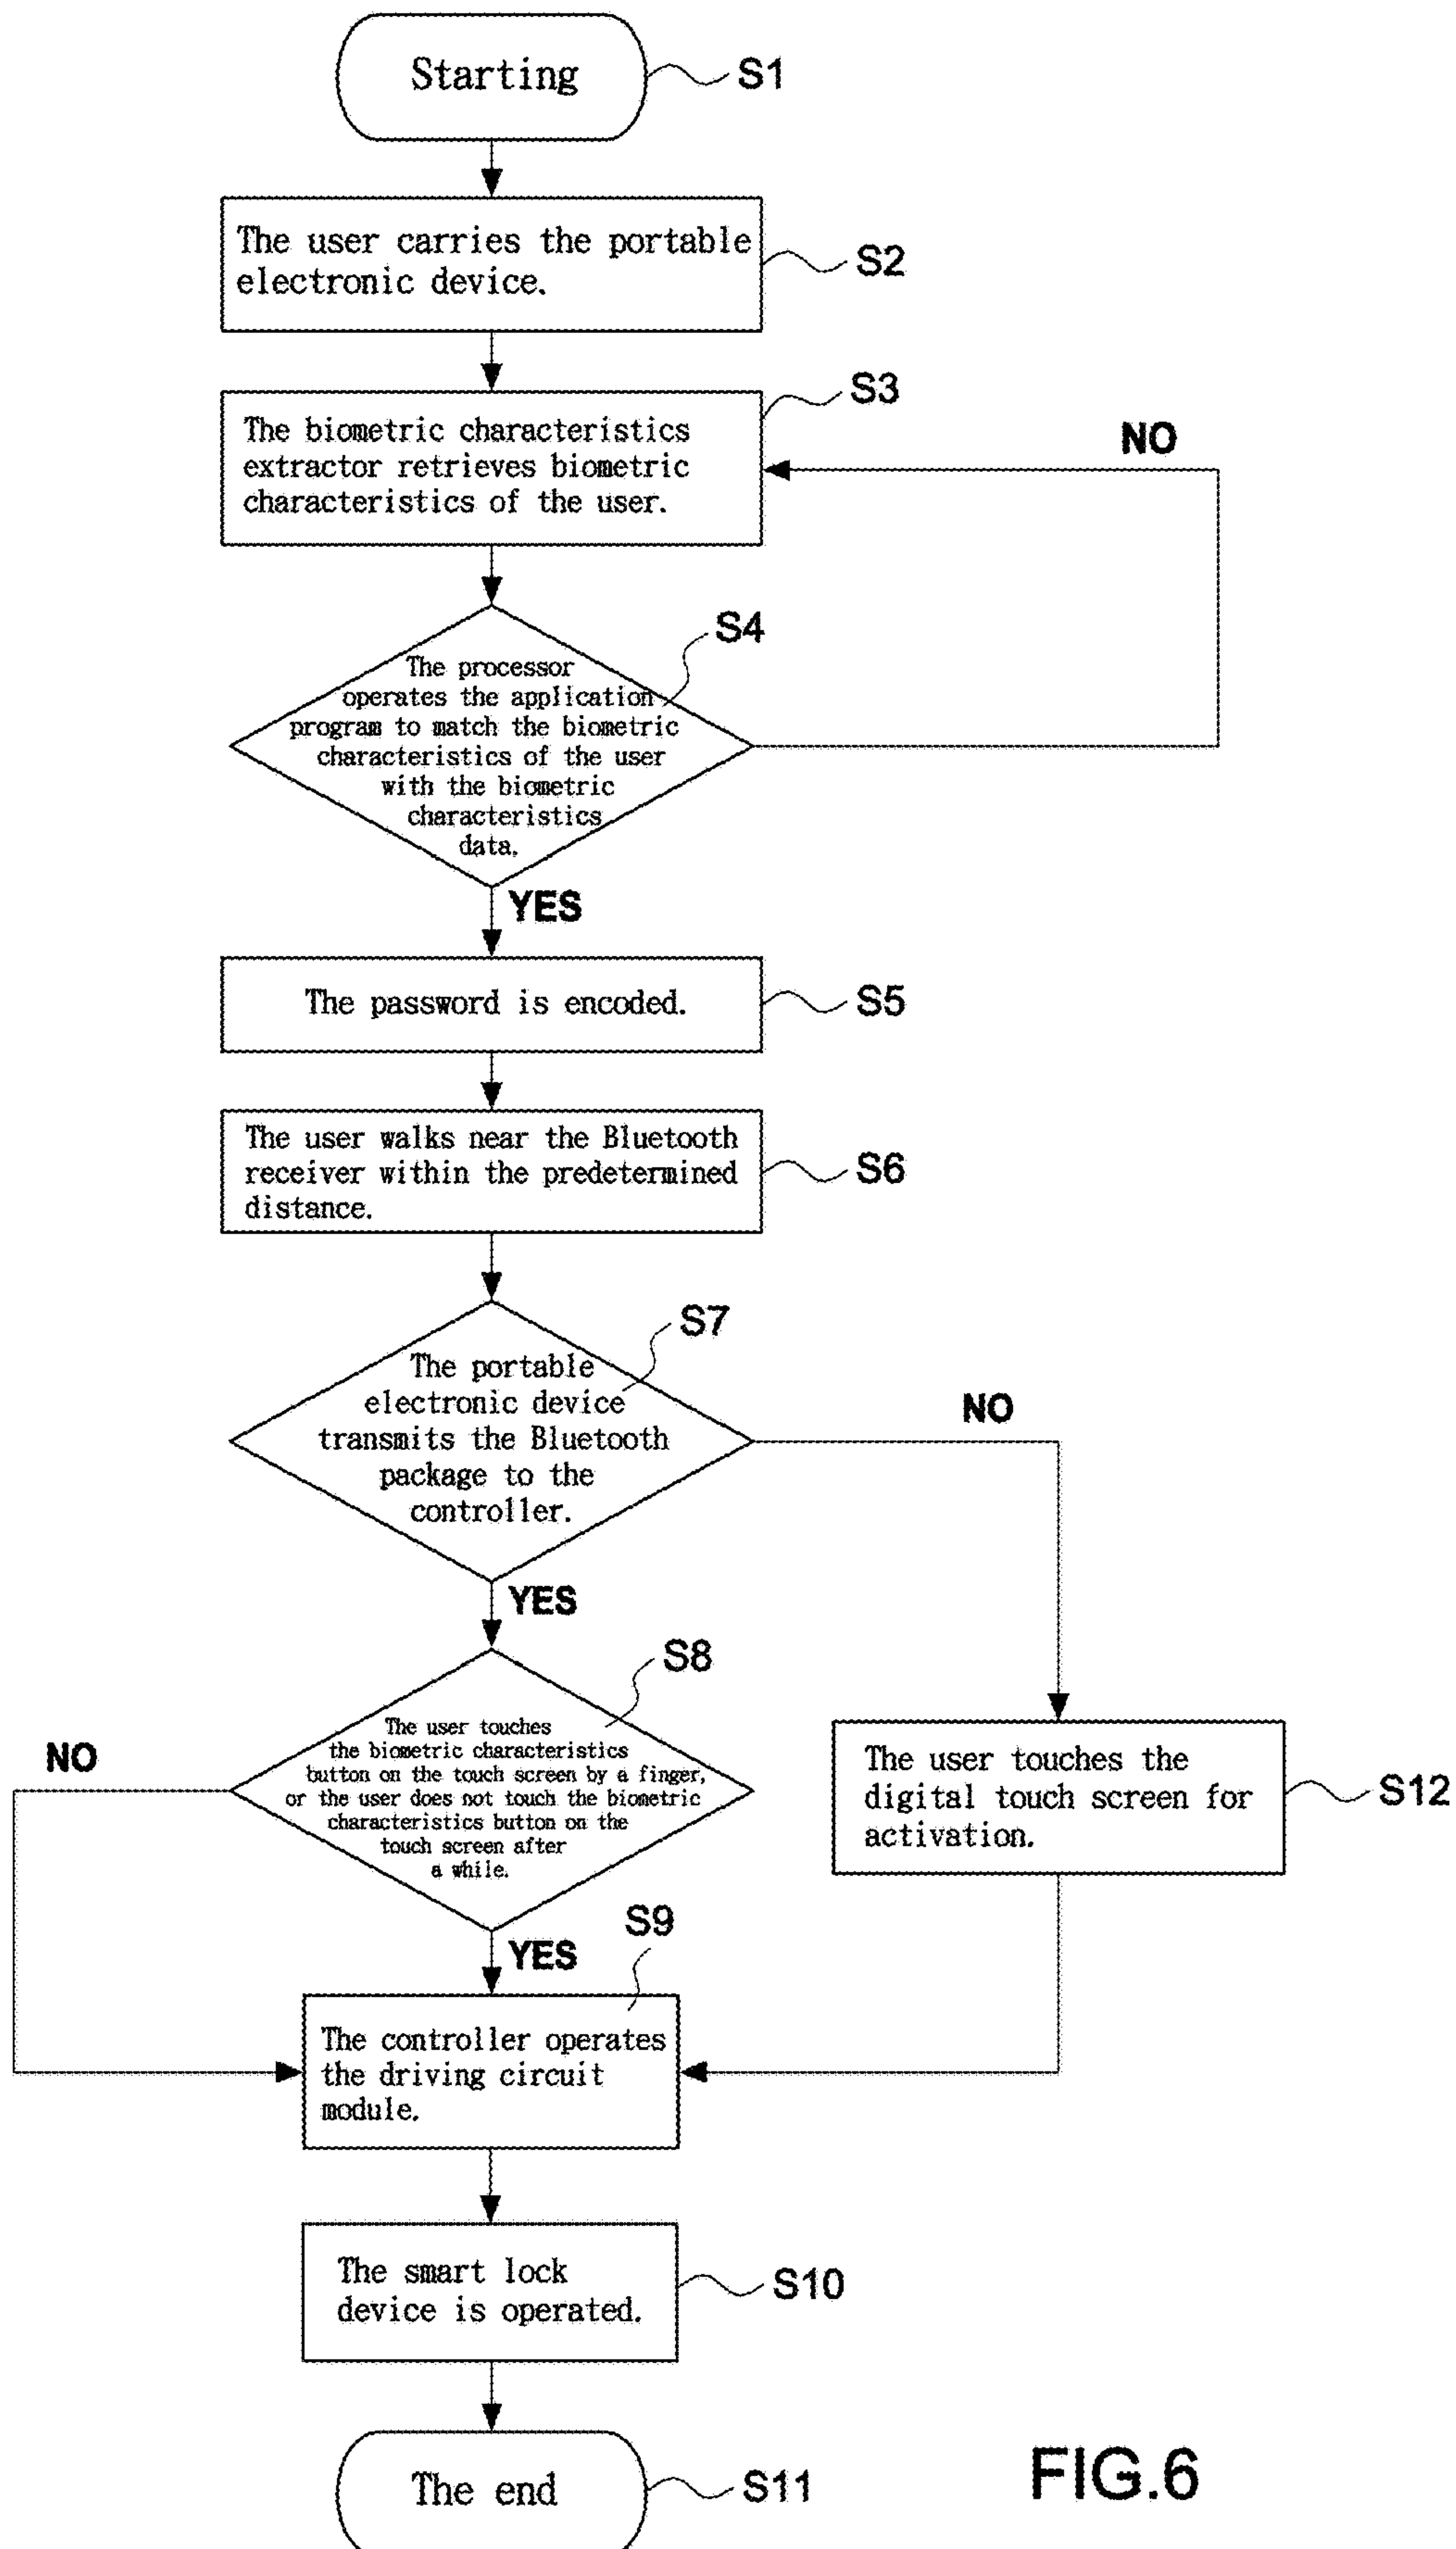 Starting
S1
The user carries the portable
electronic device.
S2
S3
The biometric characteristics
extractor retrieves biometric
characteristics of the user.
NO
S4
The processor
operates the application
program to match the biometric
characteristics of the user
with the biometric
characteristics
data.
YES
The password is encoded.
S5
The user walks near the Bluetooth
receiver within the predetermined
distance.
S6
S7
The portable
electronic device
transmits the Bluetooth
package to the
controller.
NO
YES
S8
The user touches
the biometric characteristics
button on the touch screen by a finger,
or the user does not touch the biometric
characteristics button on the
touch screen after
a while.
NO
The user touches the
digital touch screen for
activation.
S12
YES
S9
The controller operates
the driving circuit
module.
The smart lock
device is operated.
S10
The end
S11
FIG.6